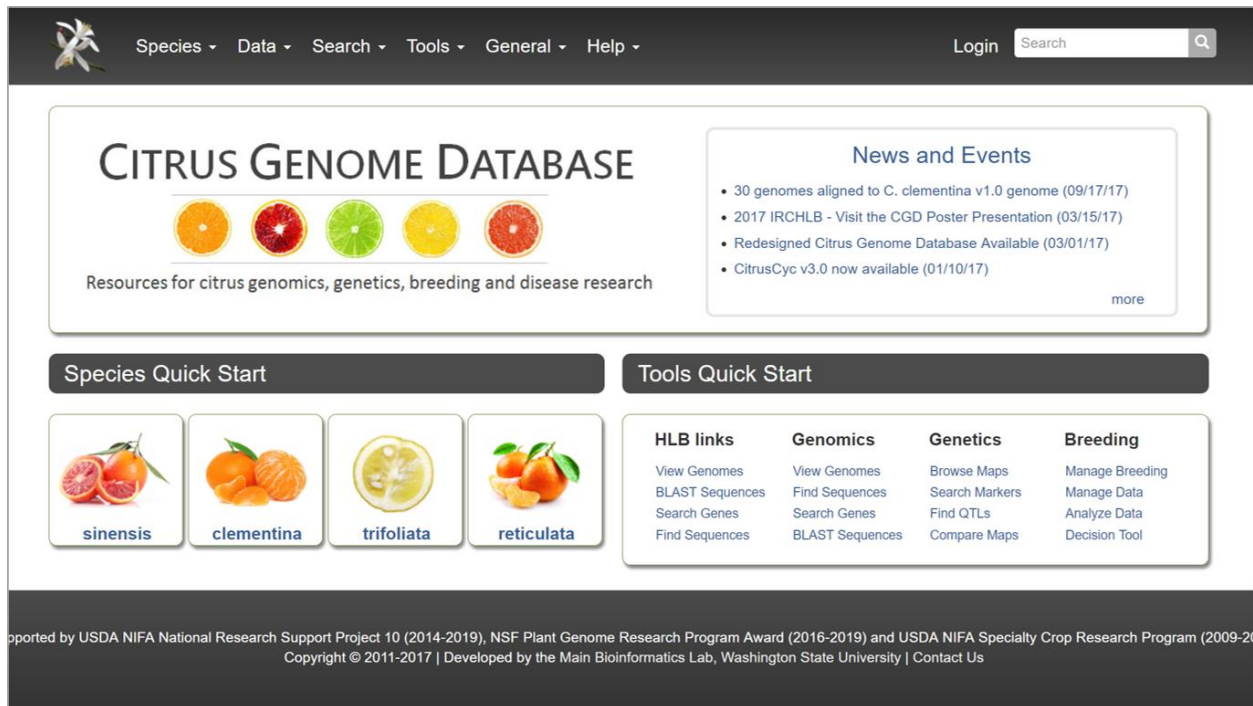 Species Data Search Tools General Help Login Search
CITRUS GENOME DATABASE
Resources for citrus genomics, genetics, breeding and disease research
News and Events
• 30 genomes aligned to C. clementina v1.0 genome (09/17/17)
• 2017 IRCHLB - Visit the CGD Poster Presentation (03/15/17)
• Redesigned Citrus Genome Database Available (03/01/17)
• CitrusCyc v3.0 now available (01/10/17)
more
Species Quick Start
sinensis clementina trifoliata reticulata
Tools Quick Start
HLB links
View Genomes
BLAST Sequences
Search Genes
Find Sequences
Genomics
View Genomes
Find Sequences
Search Genes
BLAST Sequences
Genetics
Browse Maps
Search Markers
Find QTLs
Compare Maps
Breeding
Manage Breeding
Manage Data
Analyze Data
Decision Tool
by USDA NIFA National Research Support Project 10 (2014-2019), NSF Plant Genome Research Program Award (2016-2019) and USDA NIFA Specialty Crop Research Program
Copyright © 2011-2017 | Developed by the Main Bioinformatics Lab, Washington State University | Contact Us